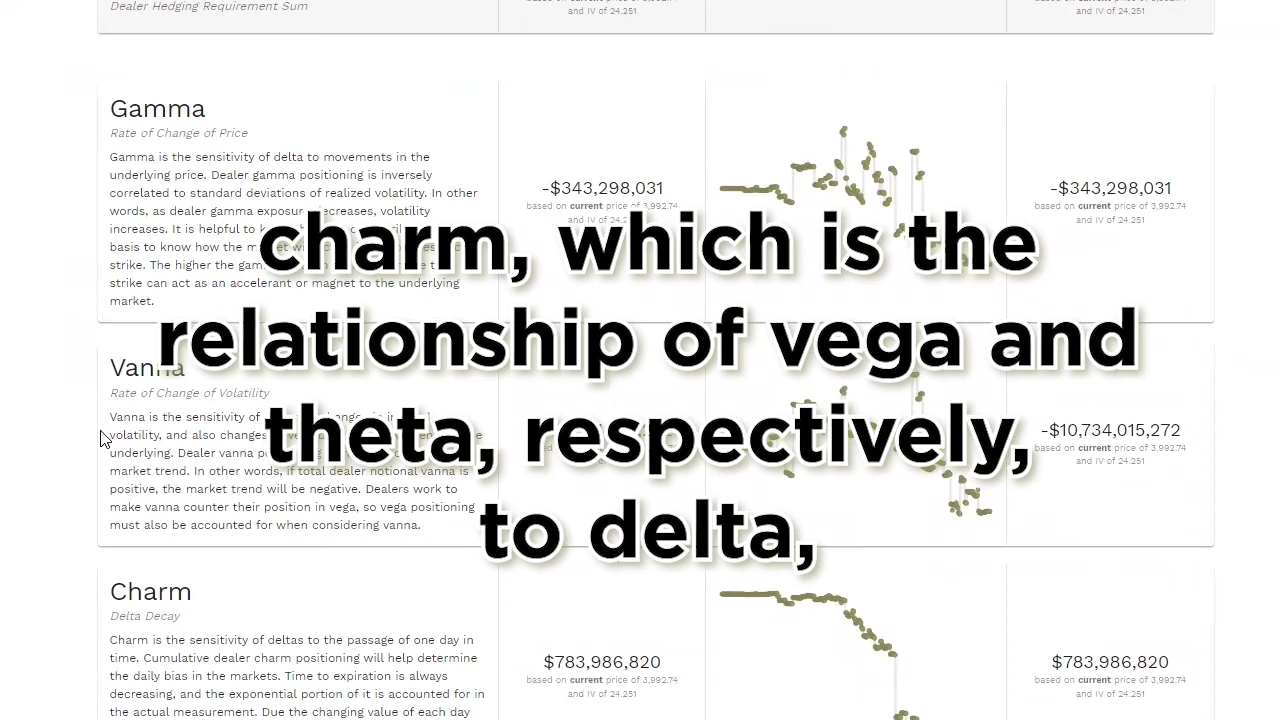 Dealer Hedging Requirement Sum
and IV of 24.251
and IV of 24.251
Gamma
Rate of Change of Price
Gamma is the sensitivity of delta to movements in the
underlying price. Dealer gamma positioning is inversely
correlated to standard deviations of realized volatility. In other
words, as dealer gamma exposure decreases, volatility
increases. It is helpful to
basis to know how the
strike. The higher the
strike can act as an accelerant or magnet to the underlying
market.
-$343,298,031
based on current price of 3,992.74
and IV of 24.251
-$343,298,031
based on current price of 3,992.74
and IV of 24.251
charm, which is the
relationship of vega and
theta, respectively,
to delta,
Vanna
Rate of Change of Volatility
Vanna is the sensitivity of
volatility, and also changes
underlying. Dealer vanna
market trend. In other words, if total dealer notional vanna is
positive, the market trend will be negative. Dealers work to
make vanna counter their position in vega, so vega positioning
must also be accounted for when considering vanna.
-$10,734,015,272
based on current price of 3,992.74
and IV of 24.251
Charm
Delta Decay
Charm is the sensitivity of deltas to the passage of one day in
time. Cumulative dealer charm positioning will help determine
the daily bias in the markets. Time to expiration is always
decreasing, and the exponential portion of it is accounted for in
the actual measurement. Due the changing value of each day
$783,986,820
based on current price of 3,992.74
and IV of 24.251
$783,986,820
based on current price of 3,992.74
and IV of 24.251